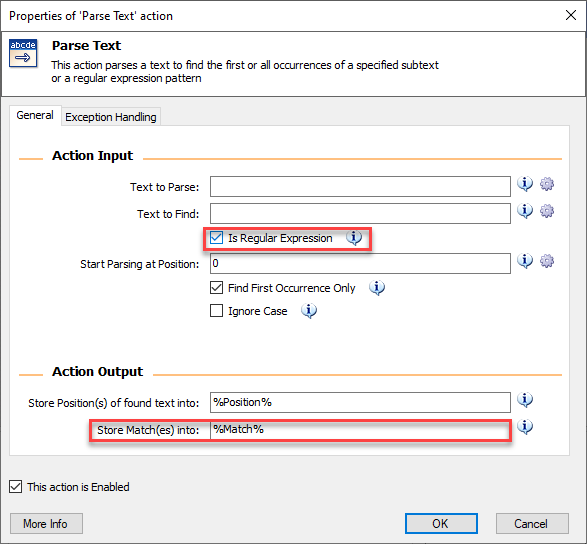 Properties of 'Parse Text' action
abcde
Parse Text
This action parses a text to find the first or all occurrences of a specified subtext
or a regular expression pattern
General
Exception Handling
Action Input
Text to Parse:
Text to Find:
Is Regular Expression
Start Parsing at Position: 0
Find First Occurrence Only
Ignore Case
Action Output
Store Position(s) of found text into: %Position%
Store Match(es) into: %Match%
This action is Enabled
More Info
OK
Cancel